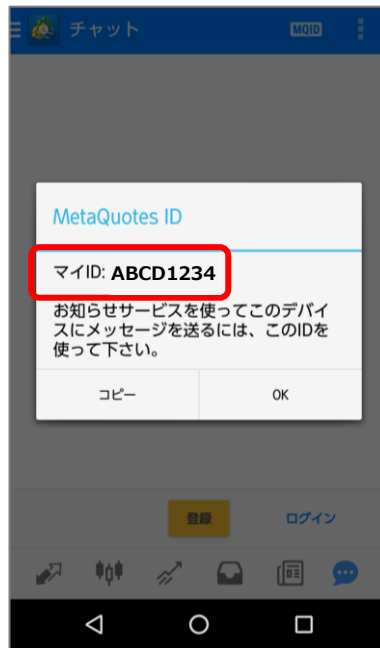 チャット
MQID
MetaQuotes ID
マイID: ABCD1234
お知らせサービスを使ってこのデバイ
スにメッセージを送るには、このIDを
使って下さい。
コピー
OK
登録
ログイン